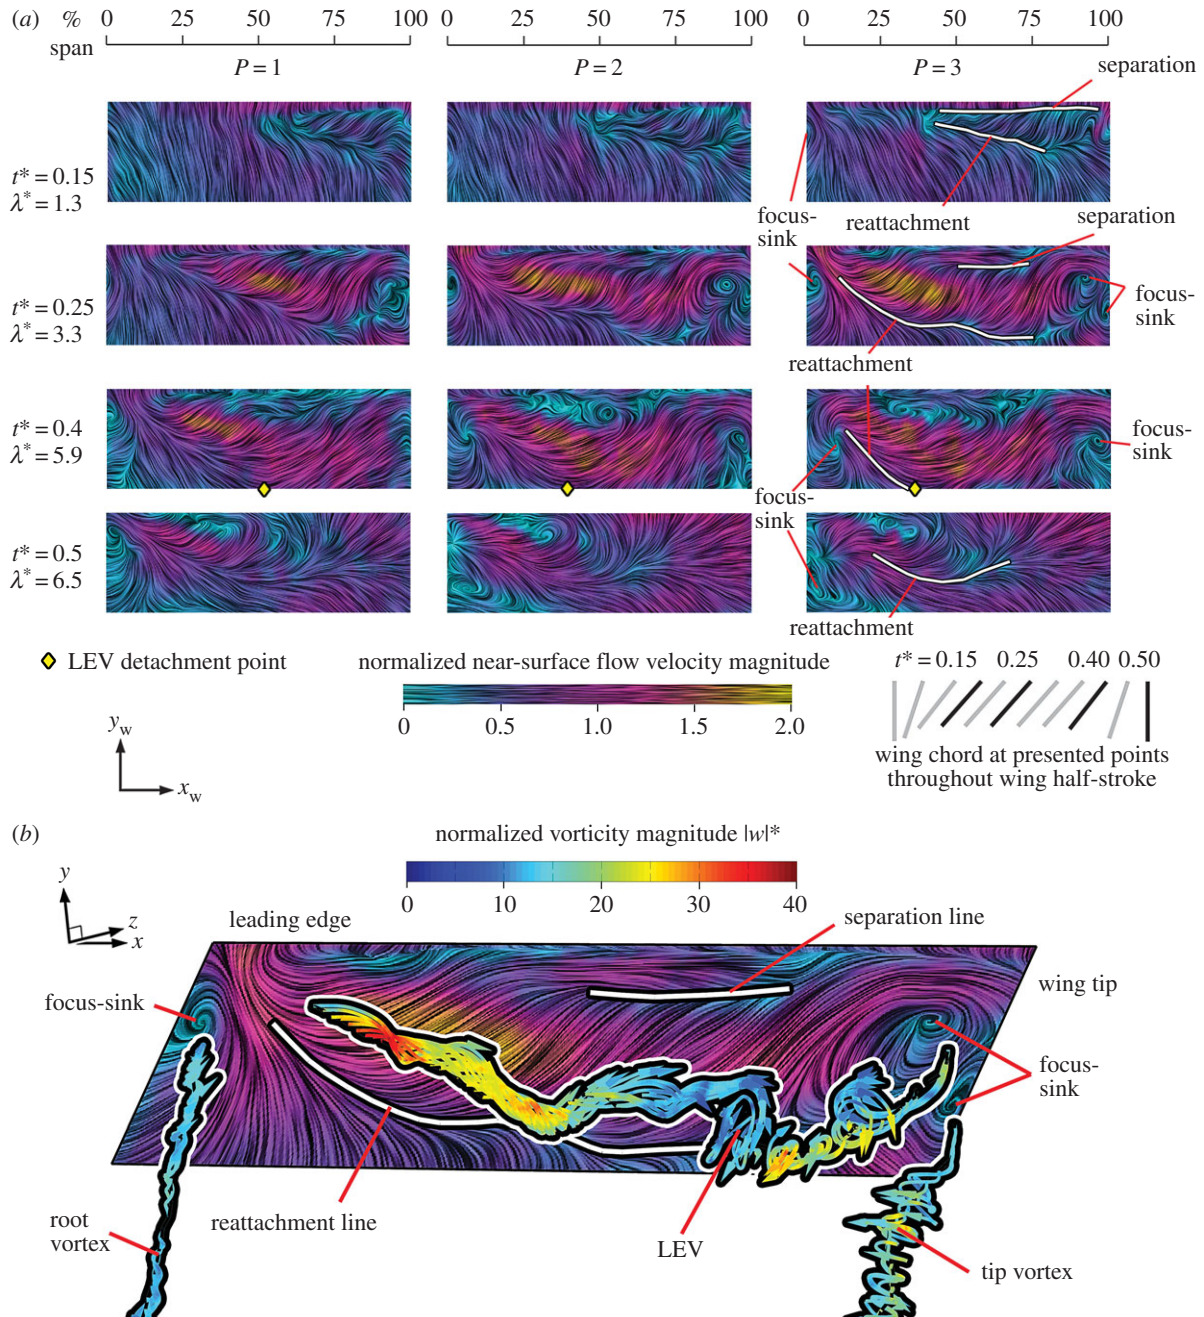 (a) % 0 25 50 75 100 0 25 50 75 100 0 25 50 75 100
span
P = 1 P = 2 P = 3
separation
t* = 0.15
λ* = 1.3
focus-
sink
reattachment
separation
t* = 0.25
λ* = 3.3
focus-
sink
reattachment
t* = 0.4
λ* = 5.9
focus-
sink
focus-
sink
t* = 0.5
λ* = 6.5
reattachment
LEV detachment point
normalized near-surface flow velocity magnitude
0 0.5 1.0 1.5 2.0
t* = 0.15 0.25 0.40 0.50
wing chord at presented points
throughout wing half-stroke
yw
xw
(b)
normalized vorticity magnitude |w|*
0 10 20 30 40
y
z
x
leading edge
separation line
wing tip
focus-sink
focus-
sink
root
vortex
reattachment line
LEV
tip vortex